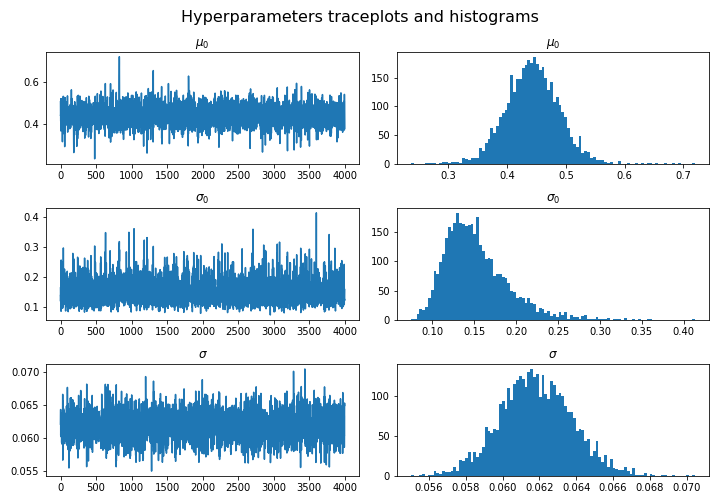 Hyperparameters traceplots and histograms
μ₀
0.6
0.4
0 500 1000 1500 2000 2500 3000 3500 4000
μ₀
150
100
50
0
0.3 0.4 0.5 0.6 0.7
σ₀
0.4
0.3
0.2
0.1
0 500 1000 1500 2000 2500 3000 3500 4000
σ₀
150
100
50
0
0.10 0.15 0.20 0.25 0.30 0.35 0.40
σ
0.070
0.065
0.060
0.055
0 500 1000 1500 2000 2500 3000 3500 4000
σ
100
50
0
0.056 0.058 0.060 0.062 0.064 0.066 0.068 0.070